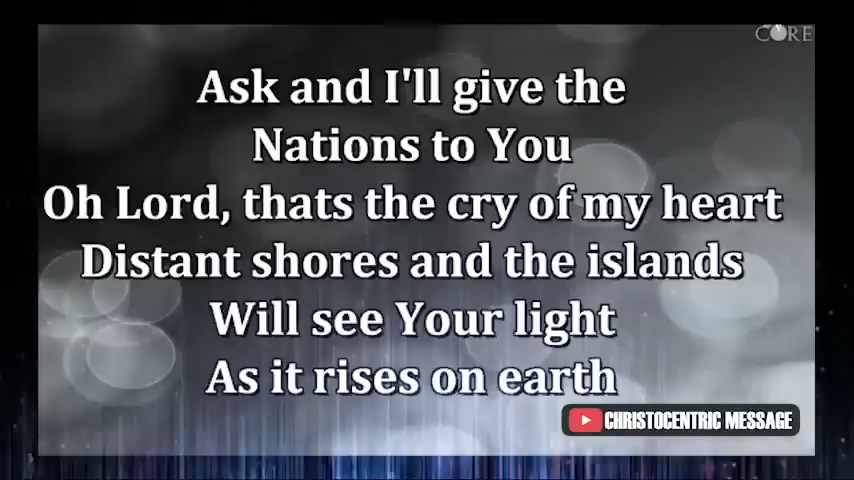 CORE
Ask and I'll give the
Nations to You
Oh Lord, thats the cry of my heart
Distant shores and the islands
Will see Your light
As it rises on earth
CHRISTOCENTRIC MESSAGE